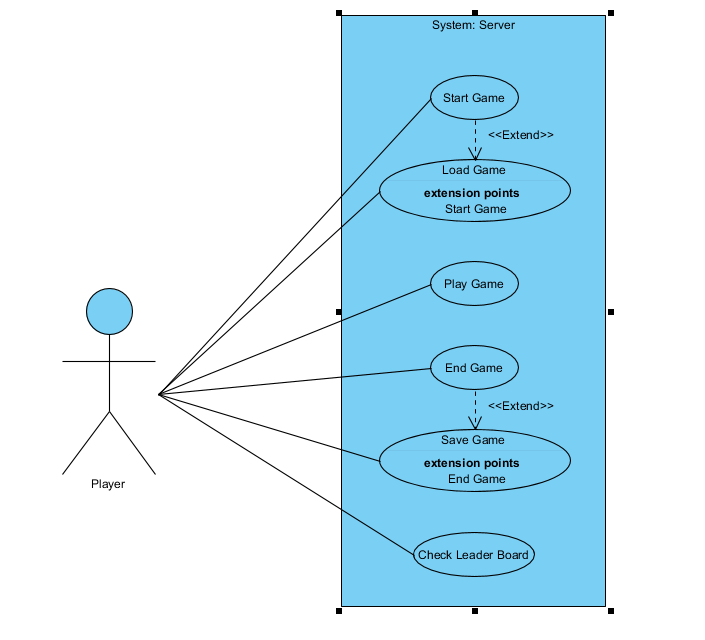 System: Server
Start Game
<<Extend>>
Load Game
extension points
Start Game
Play Game
End Game
<<Extend>>
Save Game
extension points
End Game
Check Leader Board
Player